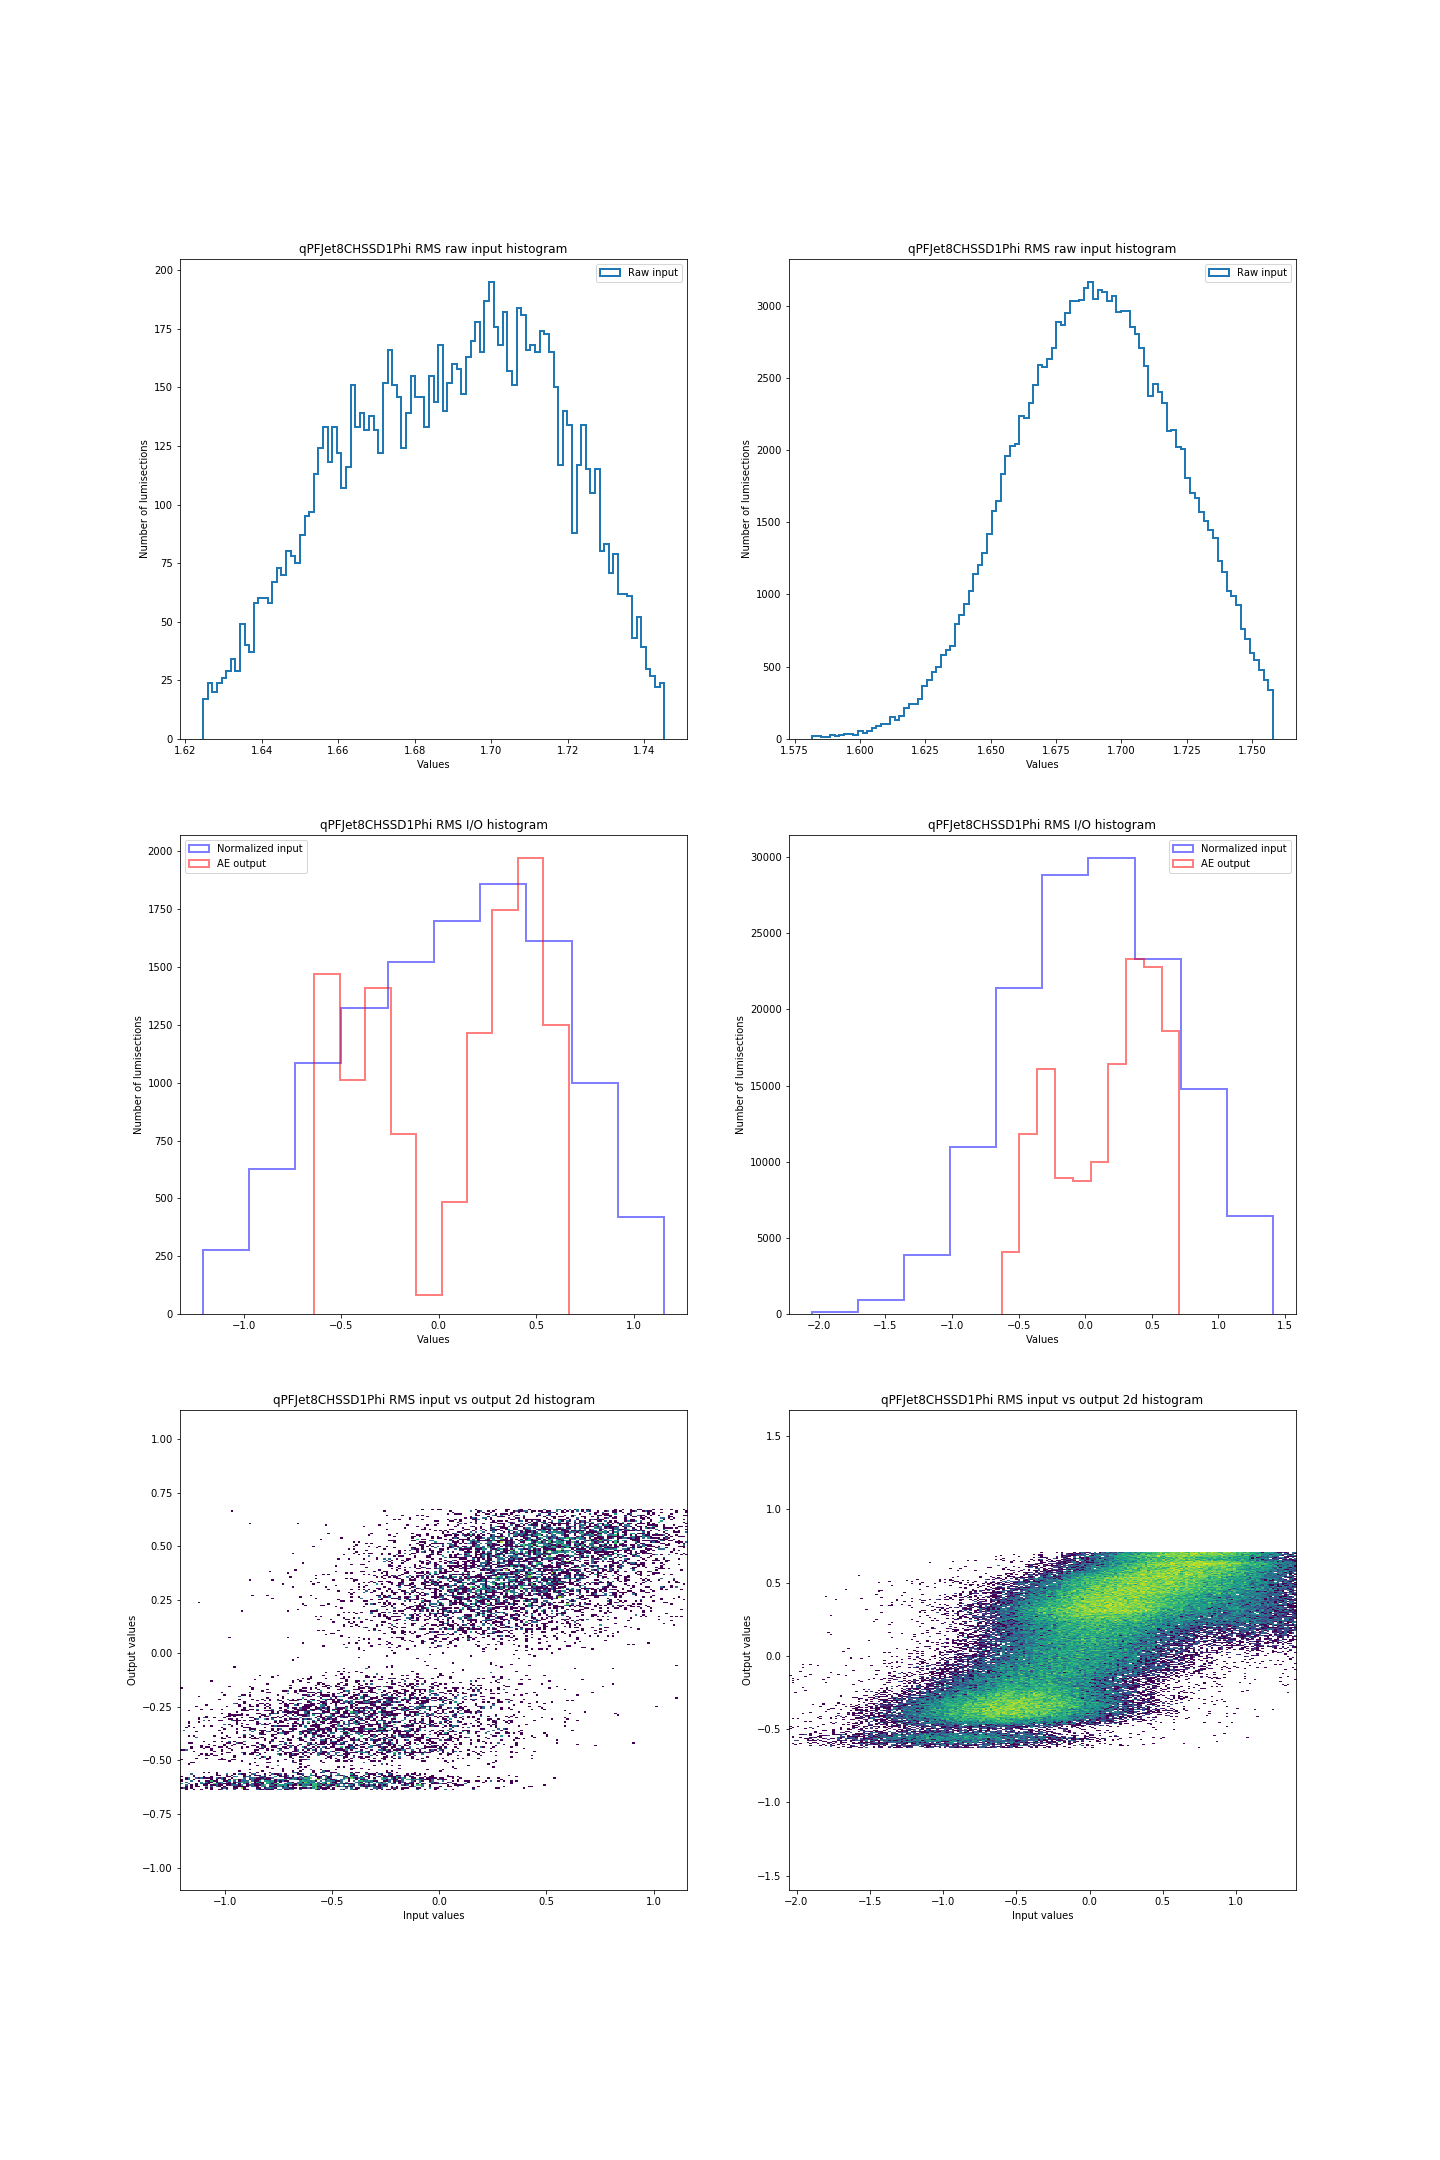 qPFJet8CHSSD1Phi RMS raw input histogram
Raw input
200
175
150
125
100
75
50
25
0
Number of lumisections
1.62 1.64 1.66 1.68 1.70 1.72 1.74
Values
qPFJet8CHSSD1Phi RMS raw input histogram
Raw input
3000
2500
2000
1500
1000
500
0
Number of lumisections
1.575 1.600 1.625 1.650 1.675 1.700 1.725 1.750
Values
qPFJet8CHSSD1Phi RMS I/O histogram
Normalized input
AE output
2000
1750
1500
1250
1000
750
500
250
0
Number of lumisections
−1.0 −0.5 0.0 0.5 1.0
Values
qPFJet8CHSSD1Phi RMS I/O histogram
Normalized input
AE output
30000
25000
20000
15000
10000
5000
0
Number of lumisections
−2.0 −1.5 −1.0 −0.5 0.0 0.5 1.0 1.5
Values
qPFJet8CHSSD1Phi RMS input vs output 2d histogram
1.00
0.75
0.50
0.25
0.00
−0.25
−0.50
−0.75
−1.00
Output values
−1.0 −0.5 0.0 0.5 1.0
Input values
qPFJet8CHSSD1Phi RMS input vs output 2d histogram
1.5
1.0
0.5
0.0
−0.5
−1.0
−1.5
Output values
−2.0 −1.5 −1.0 −0.5 0.0 0.5 1.0
Input values